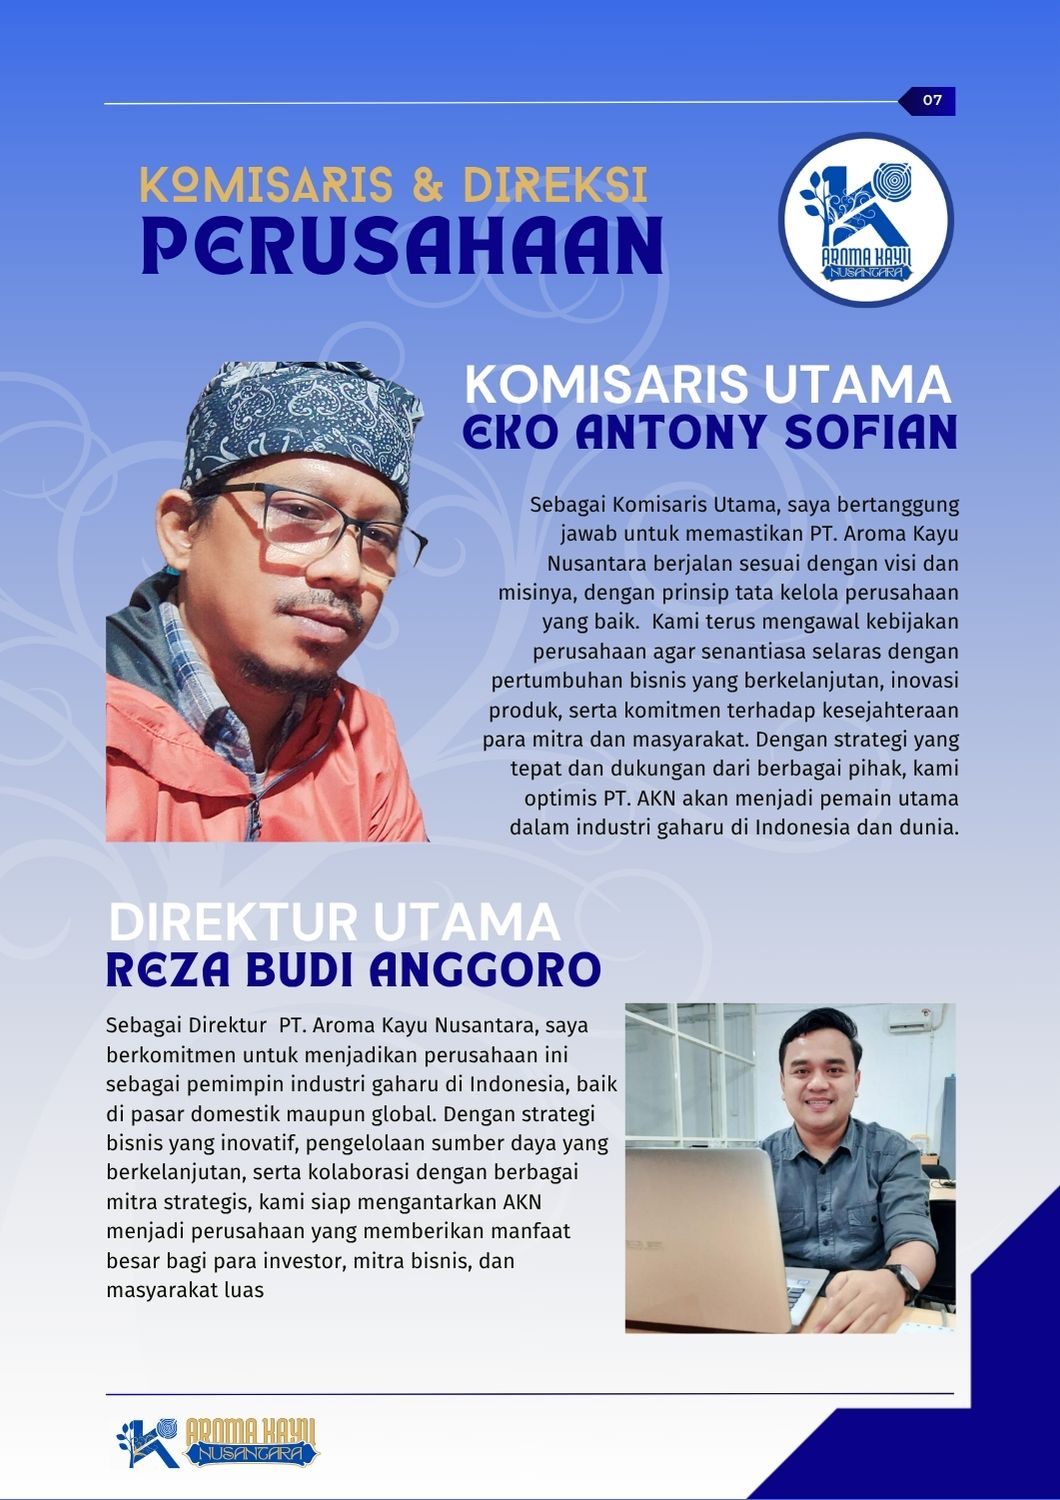 07
KOMISARIS & DIREKSI
PERUSAHAAN
AROMA KAYU
NUSANTARA
KOMISARIS UTAMA
EKO ANTONY SOFIAN
Sebagai Komisaris Utama, saya bertanggung
jawab untuk memastikan PT. Aroma Kayu
Nusantara berjalan sesuai dengan visi dan
misinya, dengan prinsip tata kelola perusahaan
yang baik.  Kami terus mengawal kebijakan
perusahaan agar senantiasa selaras dengan
pertumbuhan bisnis yang berkelanjutan, inovasi
produk, serta komitmen terhadap kesejahteraan
para mitra dan masyarakat. Dengan strategi yang
tepat dan dukungan dari berbagai pihak, kami
optimis PT. AKN akan menjadi pemain utama
dalam industri gaharu di Indonesia dan dunia.
DIREKTUR UTAMA
REZA BUDI ANGGORO
Sebagai Direktur  PT. Aroma Kayu Nusantara, saya
berkomitmen untuk menjadikan perusahaan ini
sebagai pemimpin industri gaharu di Indonesia, baik
di pasar domestik maupun global. Dengan strategi
bisnis yang inovatif, pengelolaan sumber daya yang
berkelanjutan, serta kolaborasi dengan berbagai
mitra strategis, kami siap mengantarkan AKN
menjadi perusahaan yang memberikan manfaat
besar bagi para investor, mitra bisnis, dan
masyarakat luas
AROMA KAYU
NUSANTARA